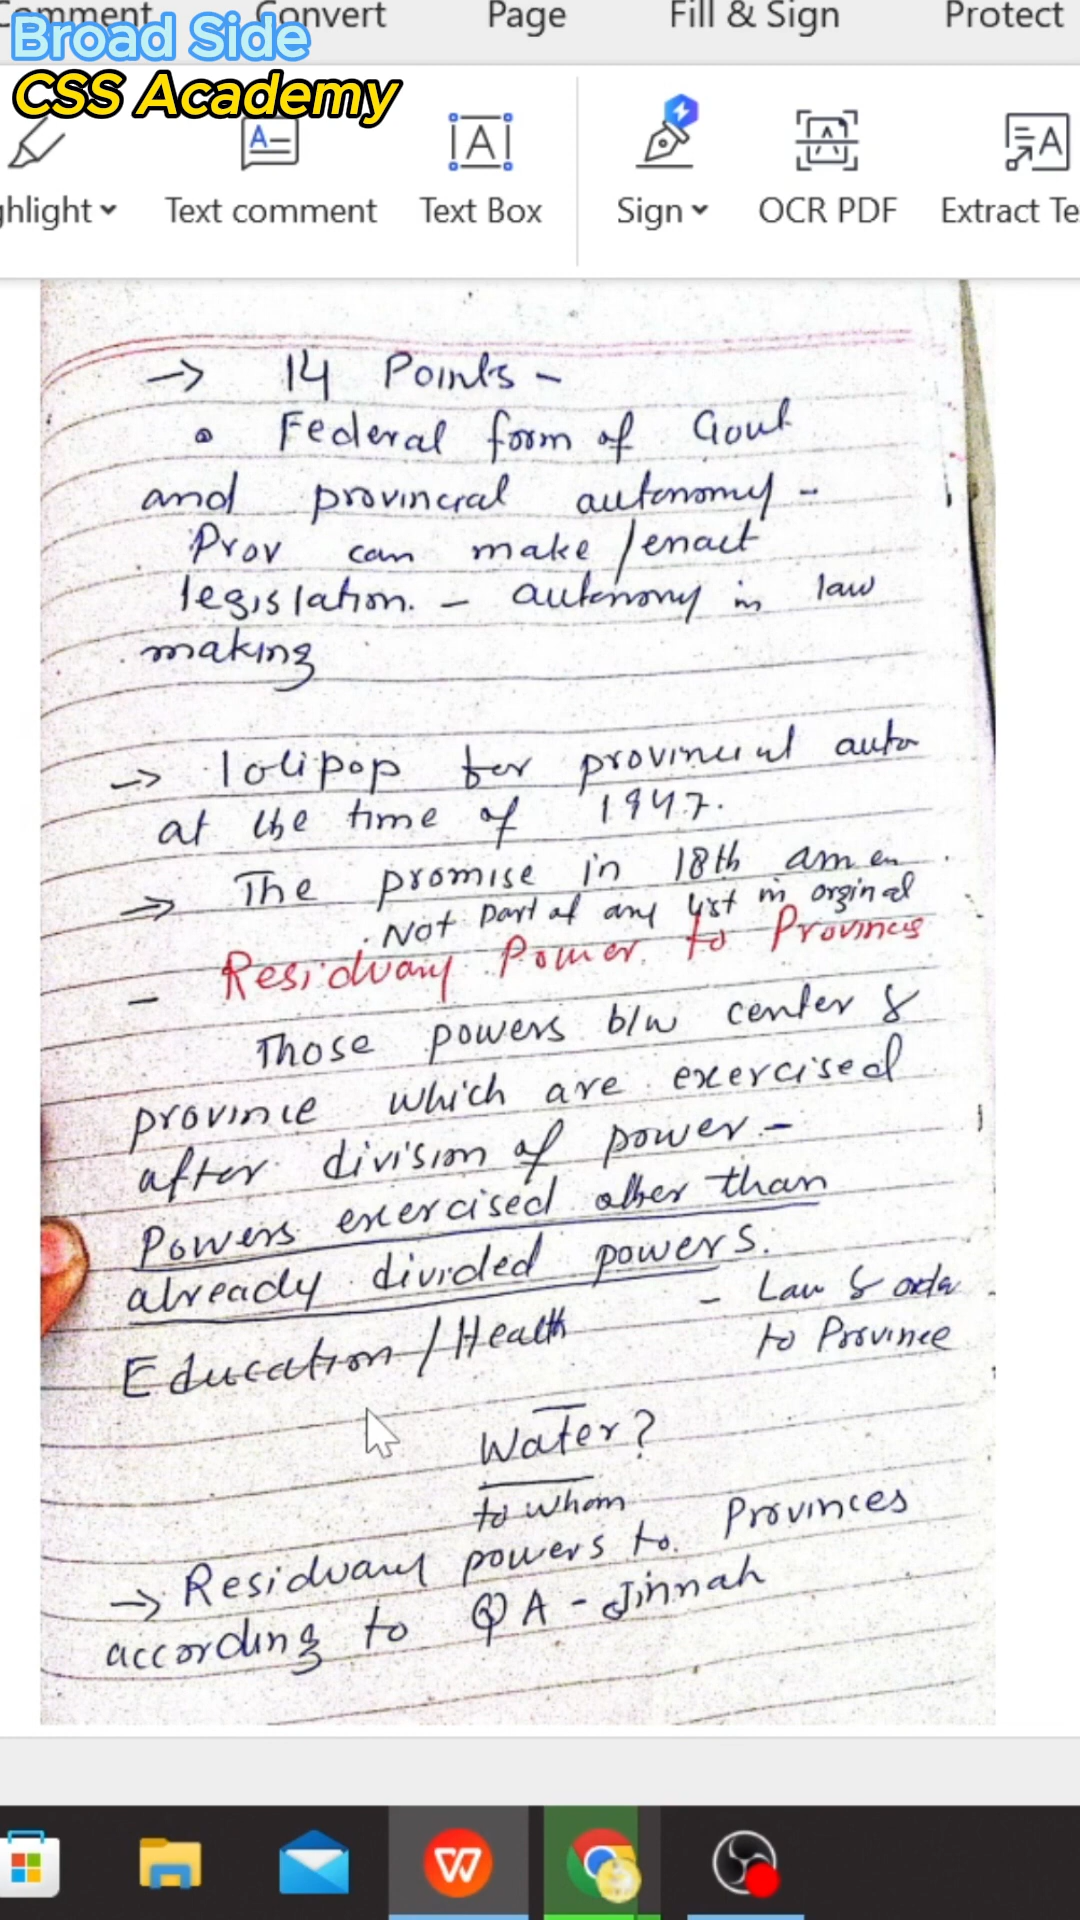 Comment Convert Page Fill & Sign Protect
Broad Side
CSS Academy
ghlight Text comment Text Box Sign OCR PDF Extract Te
→ 14 Points -
Federal form of Govt
and provincial autonomy -
Prov can make / enact
legislation. - autonomy in law
making
→ lolipop for provincial auto
at the time of 1947.
⇒ The promise in 18th amen
. Not Part of any list in orginal
- Residuary Power to Provinces
Those powers b/w center &
province which are exercised
after division of power -
Powers exercised other than
already divided powers.
- Law & order
to Province
Education / Health
Water?
to whom
→ Residuary powers to Provinces
according to QA - Jinnah